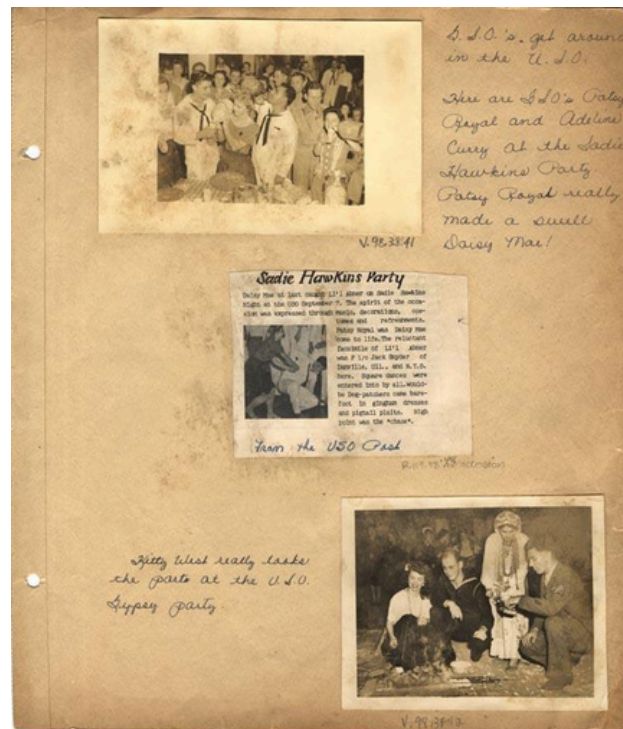 G.S.O.'s. get around
in the U.S.O.
Here are GSO's Patsy
Royal and Adeline
Curry at the Sadie
Hawkins Party
Patsy Royal really
made a swell
Daisy Mae!
V.98.38.41
Sadie Hawkins Party
Daisy Mae at last caught Li'l Abner on Sadie Hawkins
Night at the USO September 7. The spirit of the occa-
sion was expressed through music, decorations, cos-
tumes and refreshments.
Patsy Royal was Daisy Mae
come to life. The reluctant
facsimile of Li'l Abner
was F 1/c Jack Snyder of
Danville, Ill., and N.T.S.
here. Square dances were
entered into by all. Would-
be Dog-patchers came bare-
foot in gingham dresses
and pigtail plaits. High
point was the "chase".
From the USO Post
Kitty West really looks
the part at the U.S.O.
Gypsy party.
V.98.38.42